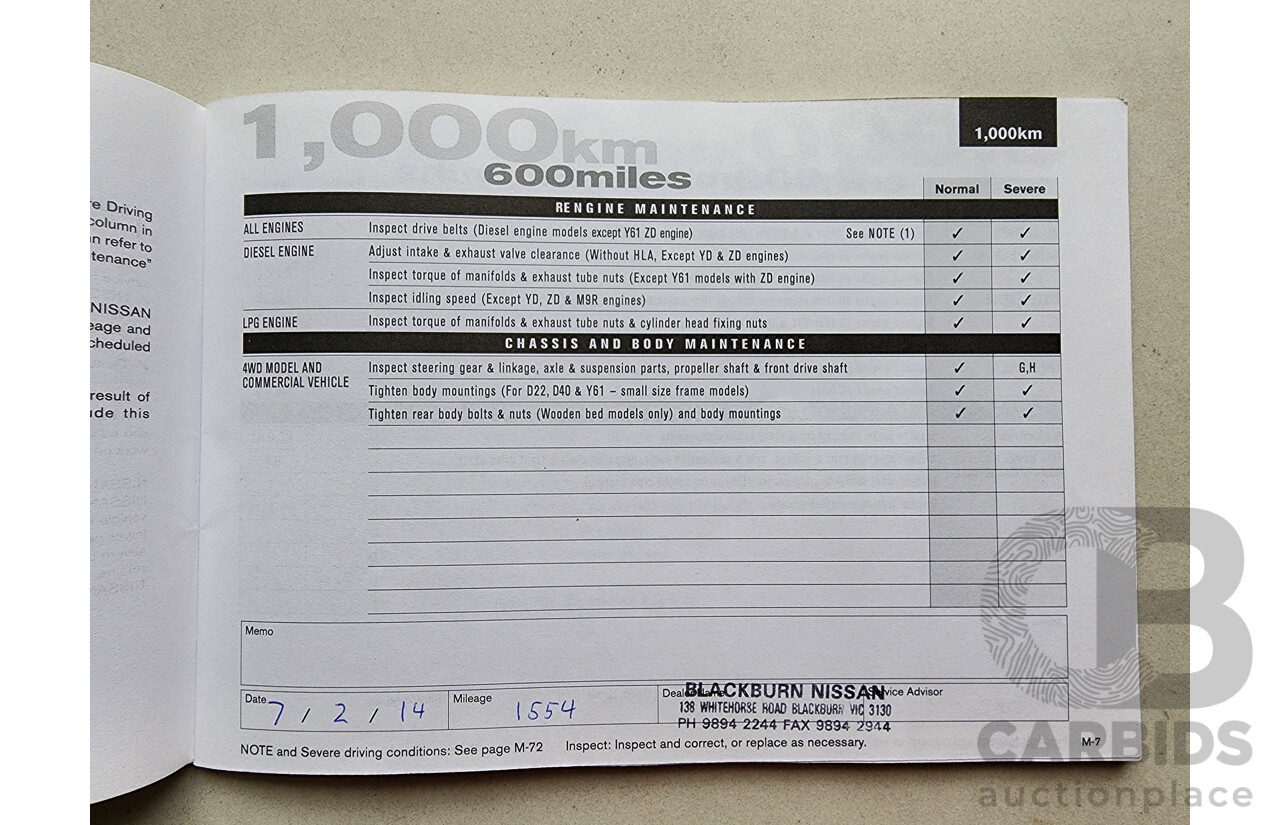 re Driving
column in
n refer to
tenance"
NISSAN
eage and
cheduled
result of
ude this
1,000km
600miles
1,000km
Normal Severe
RENGINE MAINTENANCE
ALL ENGINES Inspect drive belts (Diesel engine models except Y61 ZD engine) See NOTE (1) ✓ ✓
DIESEL ENGINE Adjust intake & exhaust valve clearance (Without HLA, Except YD & ZD engines) ✓ ✓
Inspect torque of manifolds & exhaust tube nuts (Except Y61 models with ZD engine) ✓ ✓
Inspect idling speed (Except YD, ZD & M9R engines) ✓ ✓
LPG ENGINE Inspect torque of manifolds & exhaust tube nuts & cylinder head fixing nuts ✓ ✓
CHASSIS AND BODY MAINTENANCE
4WD MODEL AND Inspect steering gear & linkage, axle & suspension parts, propeller shaft & front drive shaft ✓ G,H
COMMERCIAL VEHICLE
Tighten body mountings (For D22, D40 & Y61 – small size frame models) ✓ ✓
Tighten rear body bolts & nuts (Wooden bed models only) and body mountings ✓ ✓
Memo
Date 7 / 2 / 14 Mileage 1554 Dealer Name Service Advisor
BLACKBURN NISSAN
138 WHITEHORSE ROAD BLACKBURN VIC 3130
PH 9894 2244 FAX 9894 2944
NOTE and Severe driving conditions: See page M-72 Inspect: Inspect and correct, or replace as necessary.
M-7
CARBIDS
auctionplace